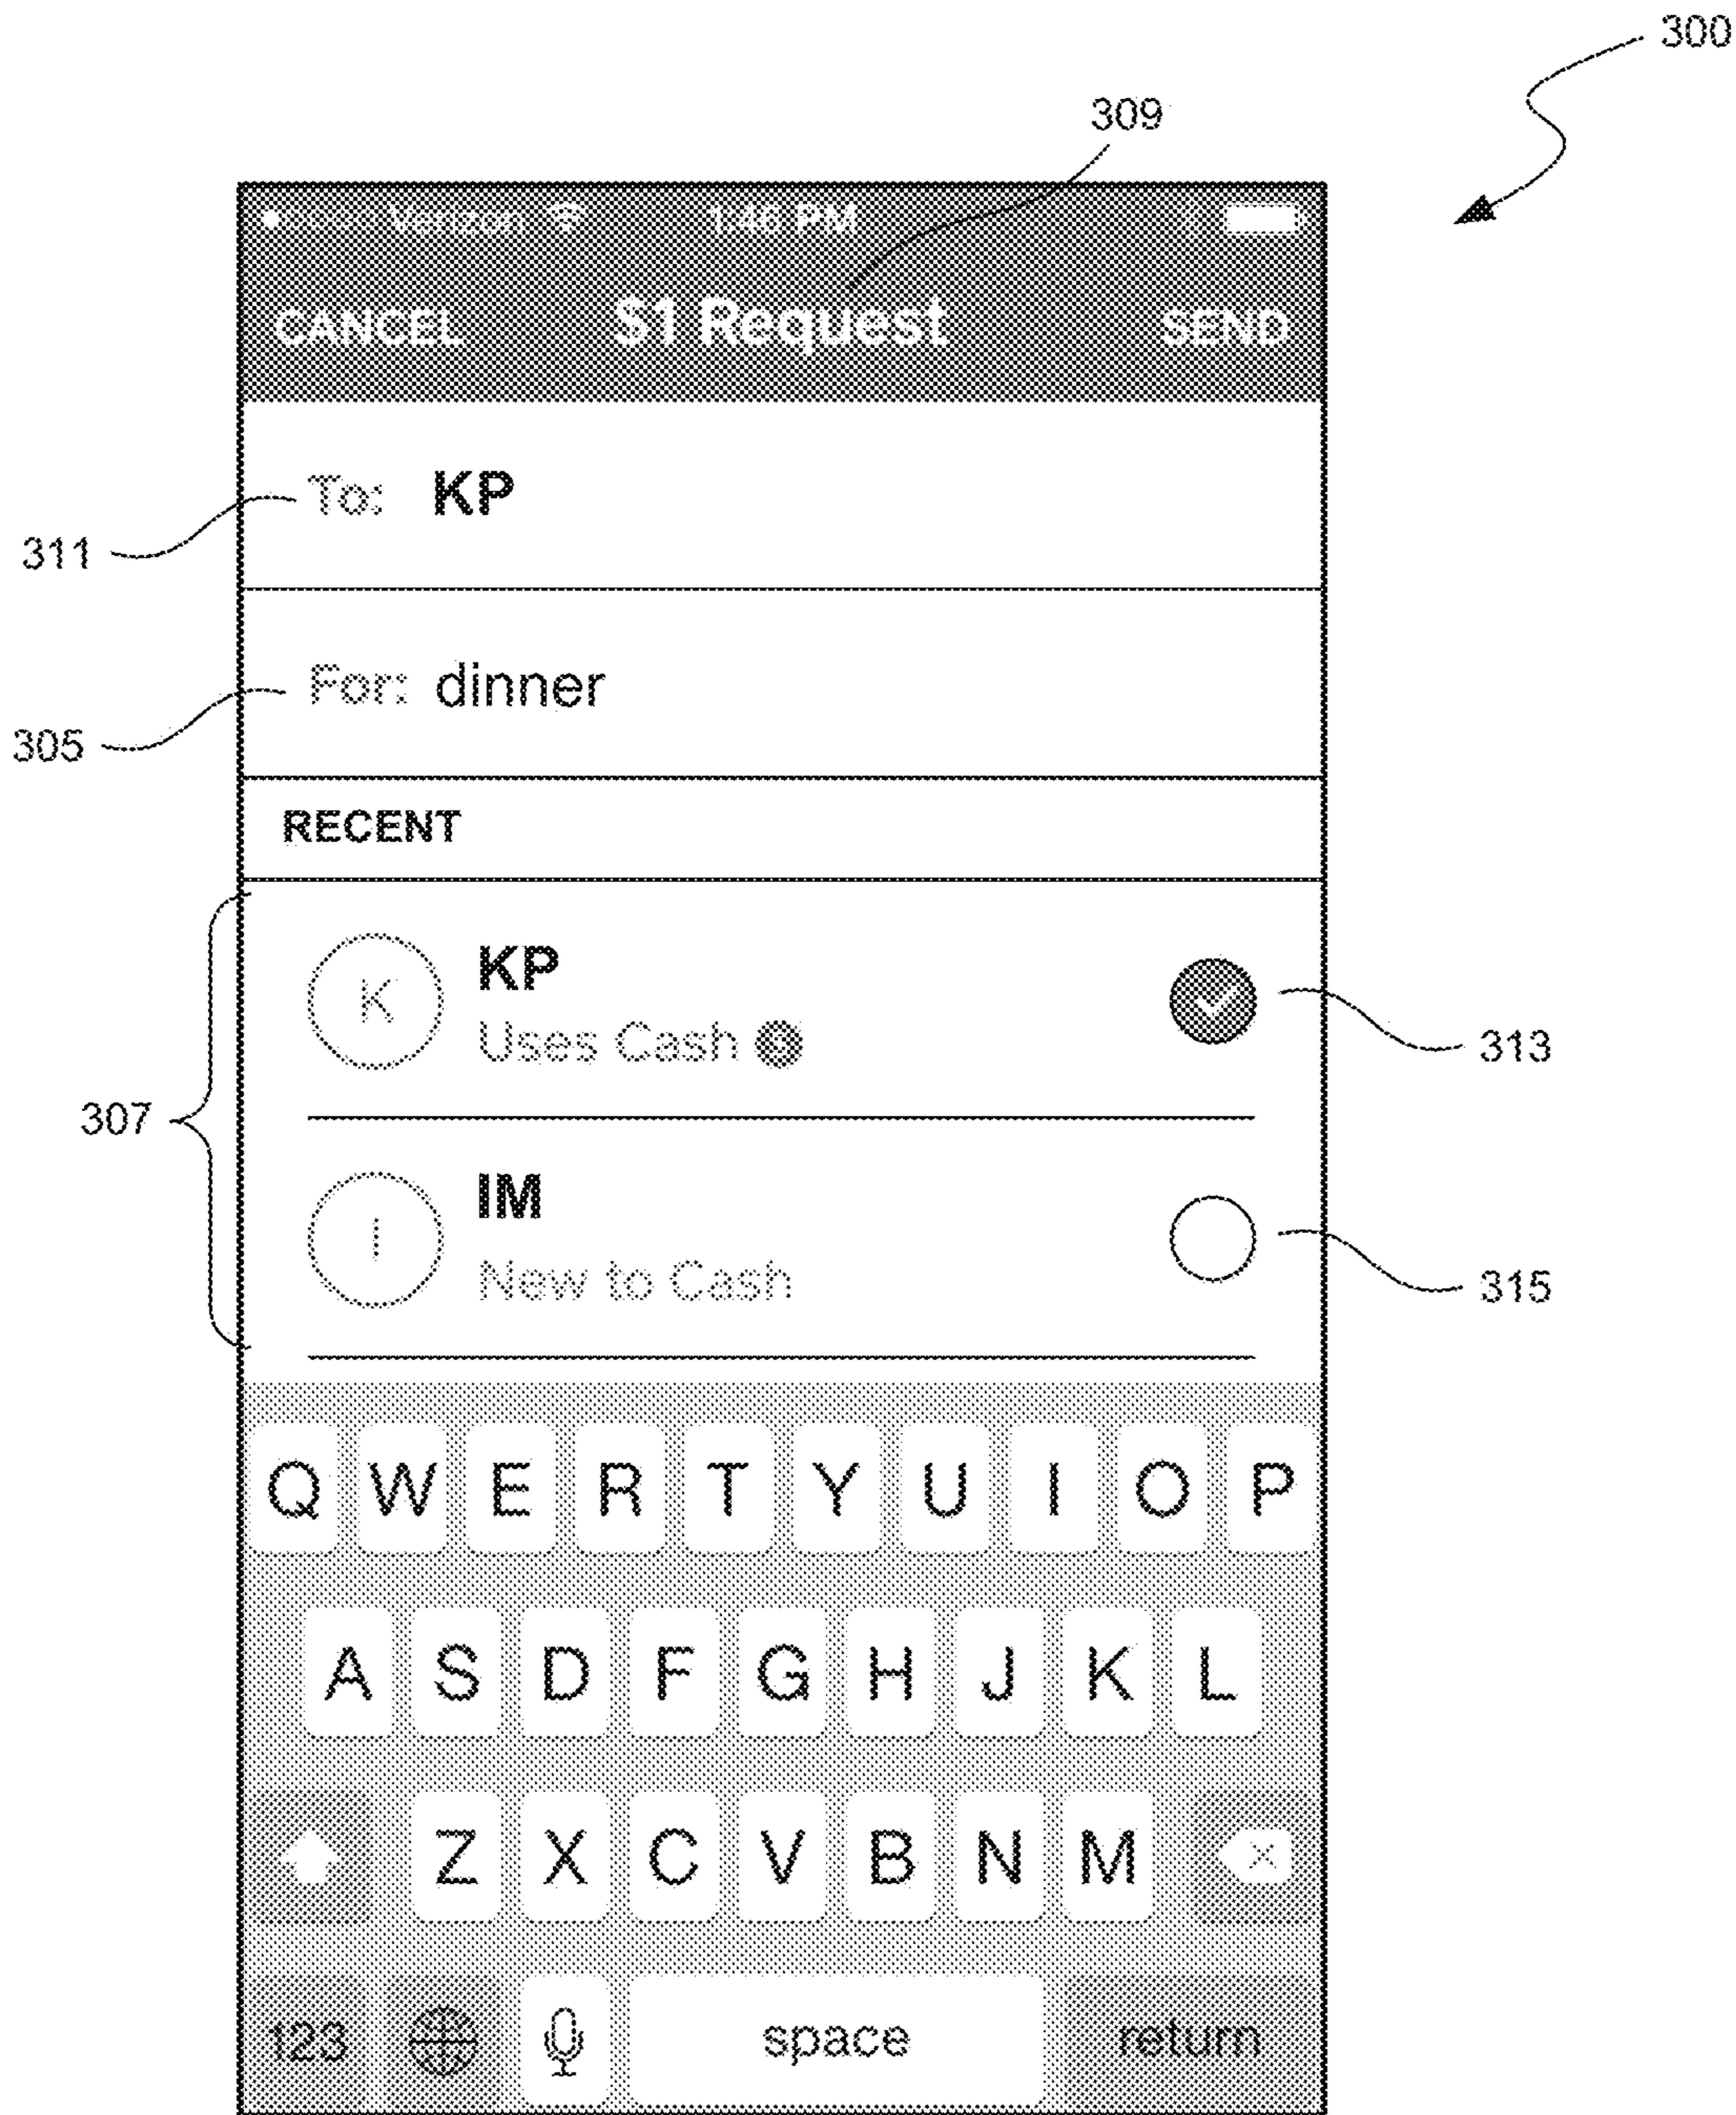 300
309
Verizon 1:46 PM
CANCEL $1 Request SEND
To: KP
311
For: dinner
305
RECENT
K KP
Uses Cash
313
307
I IM
New to Cash
315
Q W E R T Y U I O P
A S D F G H J K L
Z X C V B N M
123 space return